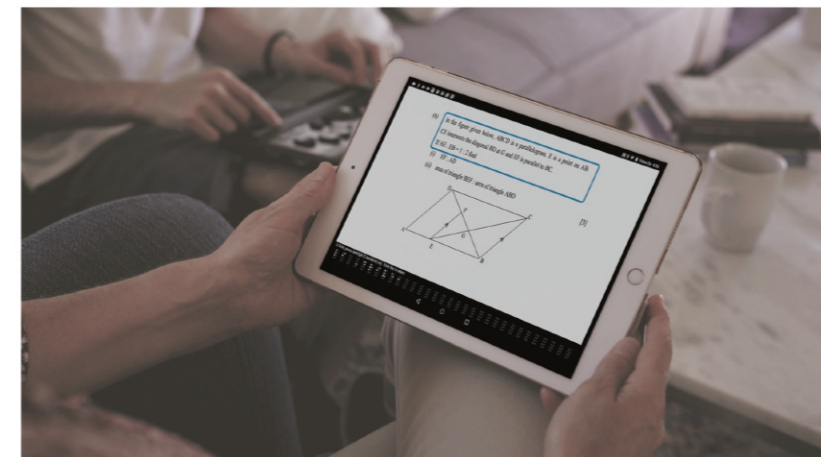 (b) In the figure given below, ABCD is a parallelogram. E is a point on AB.
CE intersects the diagonal BD at G and EF is parallel to BC.
If AE : EB = 1 : 2 find
(i) EF : AD
(ii) area of triangle BEF : area of triangle ABD
[3]
D
C
F
A
G
E
B